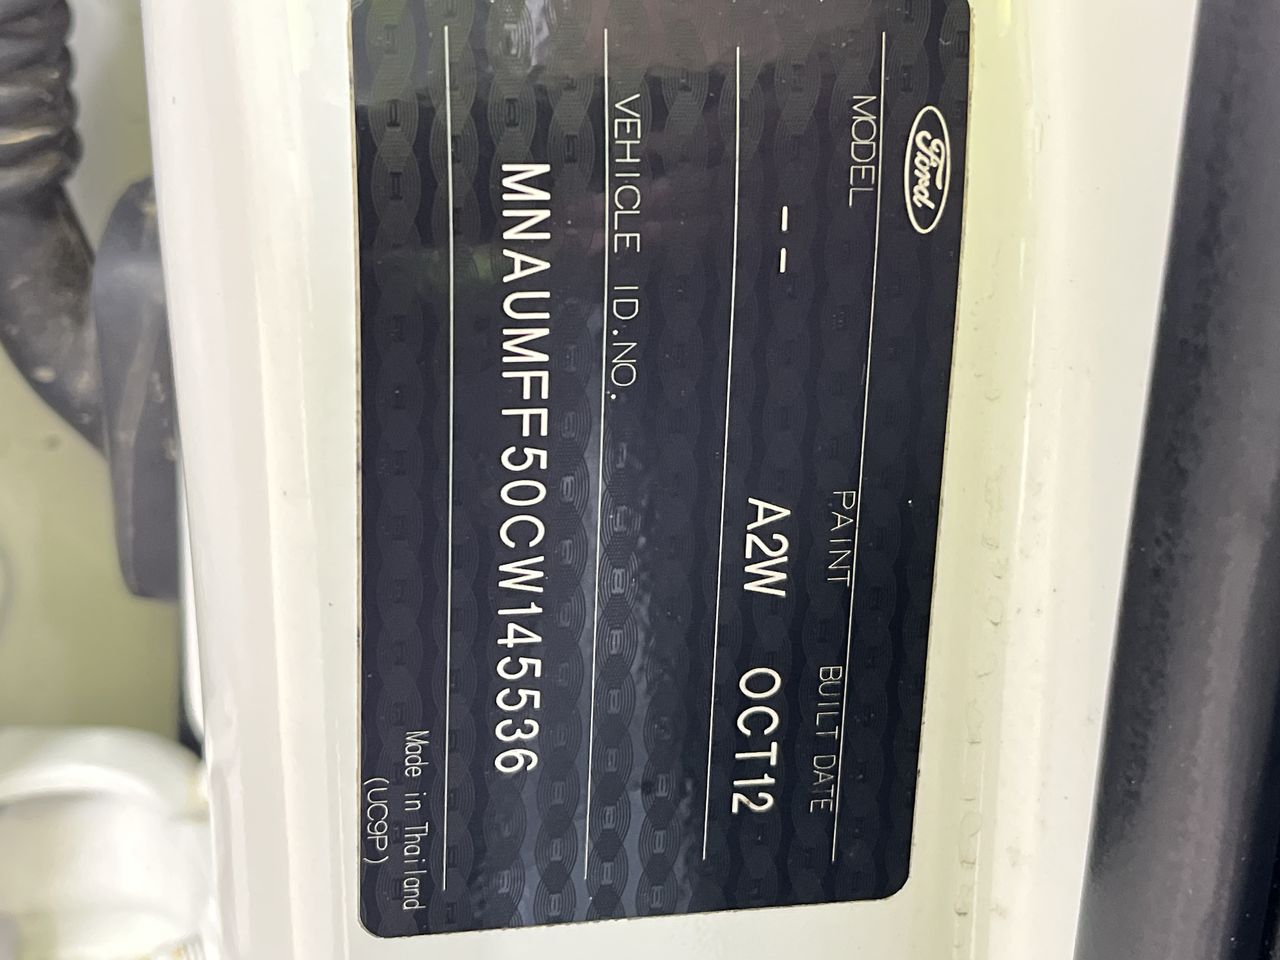 Ford
MODEL PAINT BUILT DATE
-- A2W OCT12
VEHICLE ID.NO.
MNAUMFF50CW145536
Made in Thailand
(UC9P)